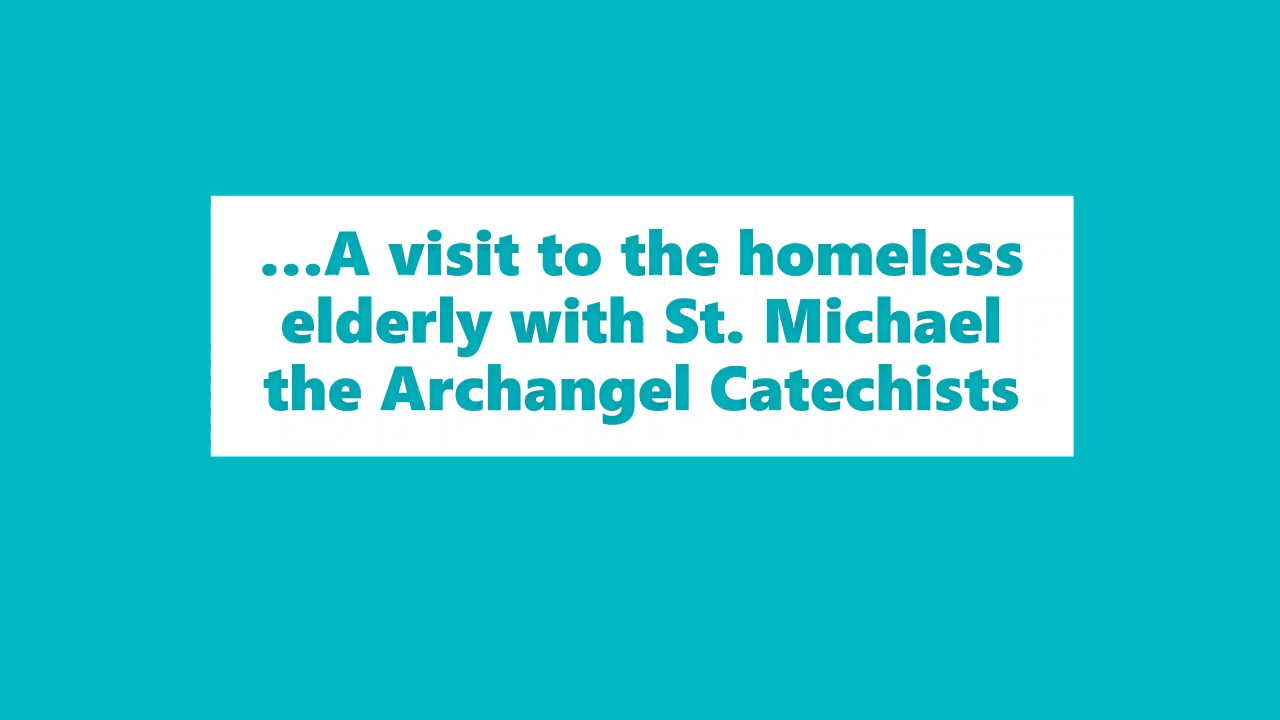 ...A visit to the homeless
elderly with St. Michael
the Archangel Catechists